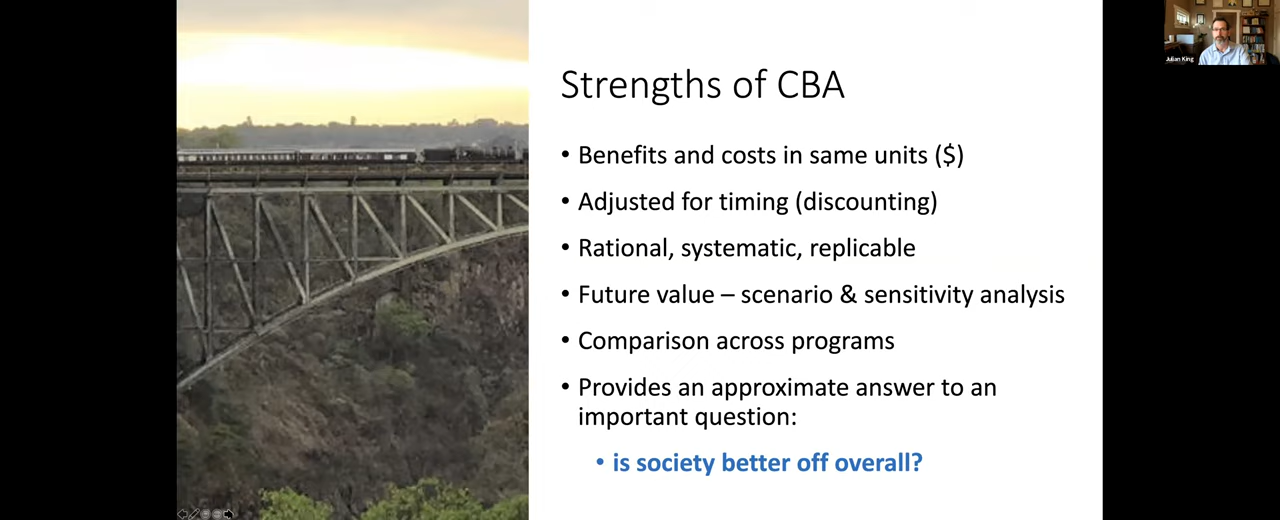 Strengths of CBA
• Benefits and costs in same units ($)
• Adjusted for timing (discounting)
• Rational, systematic, replicable
• Future value – scenario & sensitivity analysis
• Comparison across programs
• Provides an approximate answer to an
important question:
• is society better off overall?
Julian King